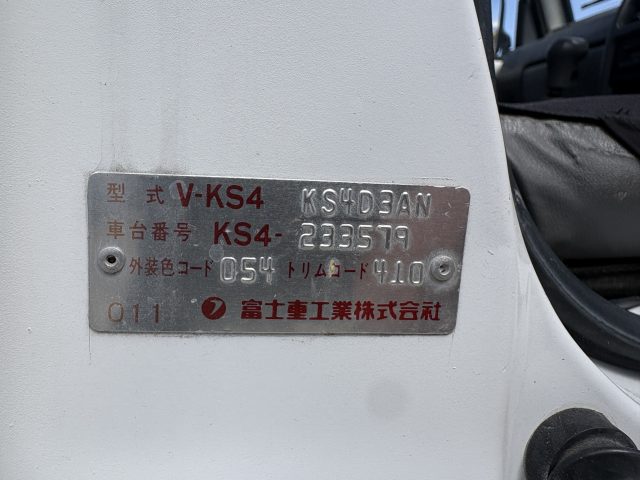 型式 V-KS4 KS4D3AN
車台番号 KS4- 233579
外装色コード 054 トリムコード 410
011 富士重工業株式会社